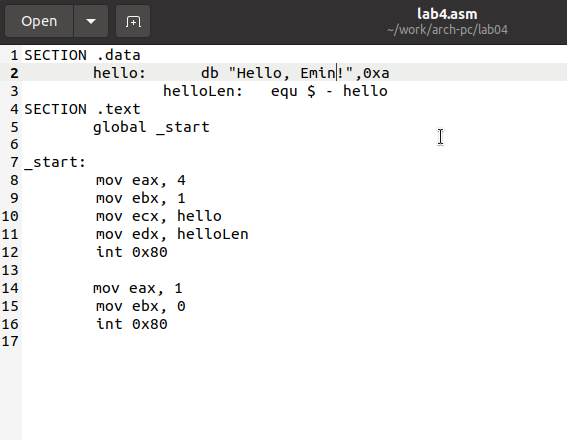 Open
lab4.asm
~/work/arch-pc/lab04
1 SECTION .data
2 hello: db "Hello, Emin!",0xa
3 helloLen: equ $ - hello
4 SECTION .text
5 global _start
6
7 _start:
8 mov eax, 4
9 mov ebx, 1
10 mov ecx, hello
11 mov edx, helloLen
12 int 0x80
13
14 mov eax, 1
15 mov ebx, 0
16 int 0x80
17